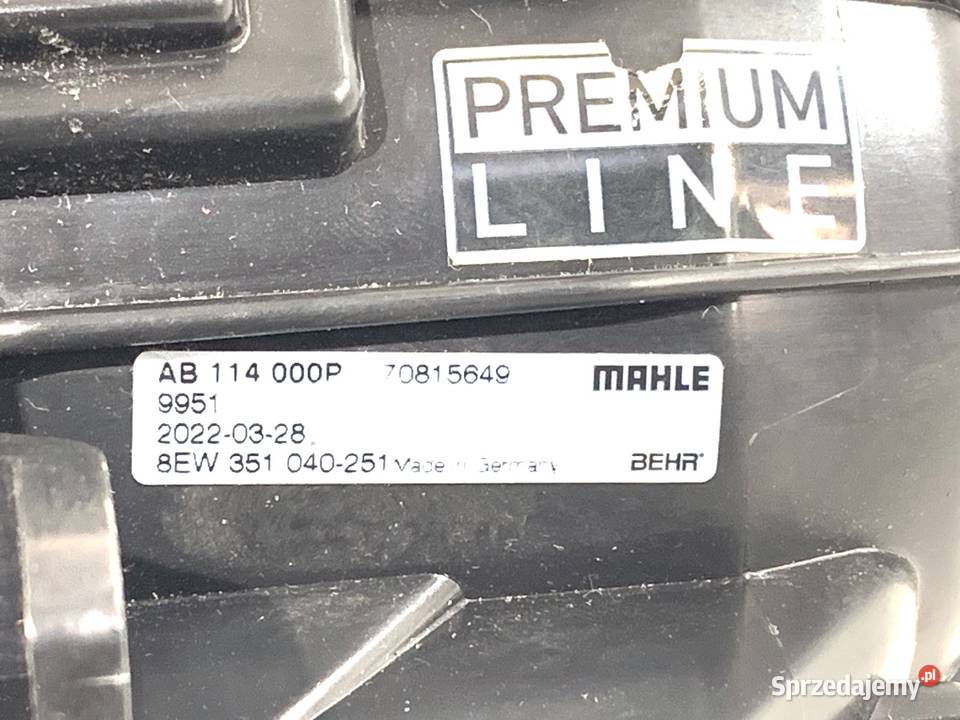 PREMIUM
LINE
AB 114 000P 70815649 MAHLE
9951
2022-03-28
8EW 351 040-251 Made in Germany BEHR®
Sprzedajemy.pl